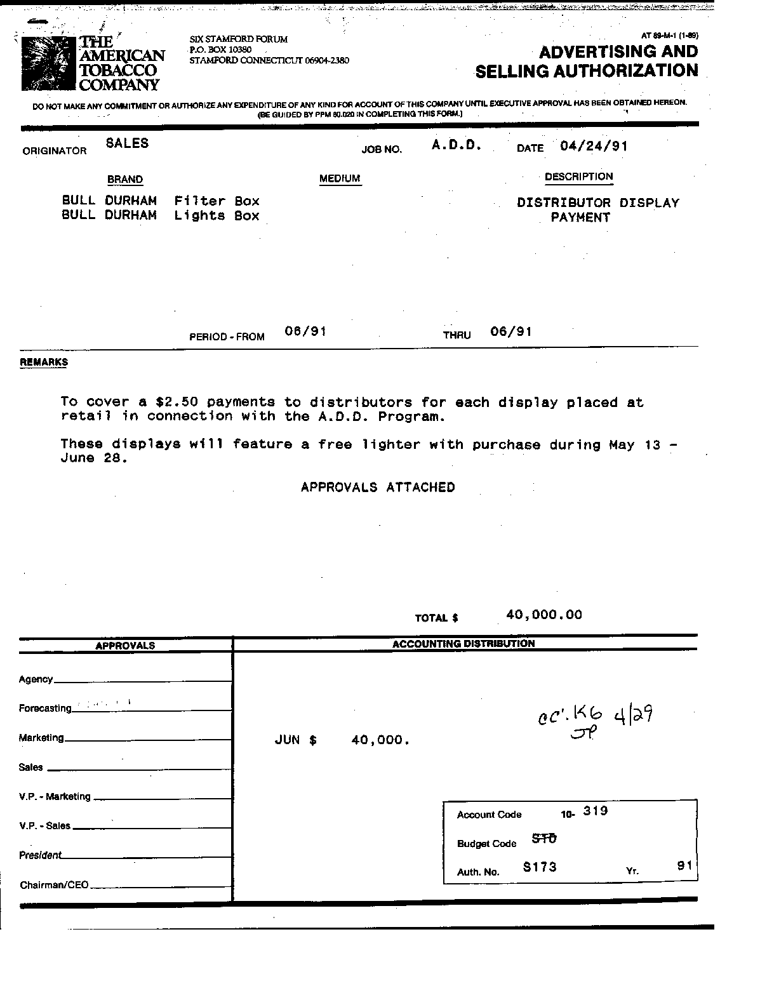 AT 89-M-1 (1-89)
THE
AMERICAN
TOBACCO
COMPANY
SIX STAMFORD FORUM
P.O. BOX 10380
STAMFORD CONNECTICUT 06904-2380
ADVERTISING AND
SELLING AUTHORIZATION
DO NOT MAKE ANY COMMITMENT OR AUTHORIZE ANY EXPENDITURE OF ANY KIND FOR ACCOUNT OF THIS COMPANY UNTIL EXECUTIVE APPROVAL HAS BEEN OBTAINED HEREON.
(BE GUIDED BY PPM 80.020 IN COMPLETING THIS FORM.)
ORIGINATOR SALES JOB NO. A.D.D. DATE 04/24/91
BRAND MEDIUM DESCRIPTION
BULL DURHAM Filter Box DISTRIBUTOR DISPLAY
BULL DURHAM Lights Box PAYMENT
PERIOD - FROM 06/91 THRU 06/91
REMARKS
To cover a $2.50 payments to distributors for each display placed at
retail in connection with the A.D.D. Program.
These displays will feature a free lighter with purchase during May 13 -
June 28.
APPROVALS ATTACHED
TOTAL $ 40,000.00
APPROVALS ACCOUNTING DISTRIBUTION
Agency
Forecasting
Marketing
JUN $ 40,000.
CC: KG 4/29
JP
Sales
V.P. - Marketing
V.P. - Sales
President
Chairman/CEO
Account Code 10- 319
Budget Code STD
Auth. No. S173 Yr. 91